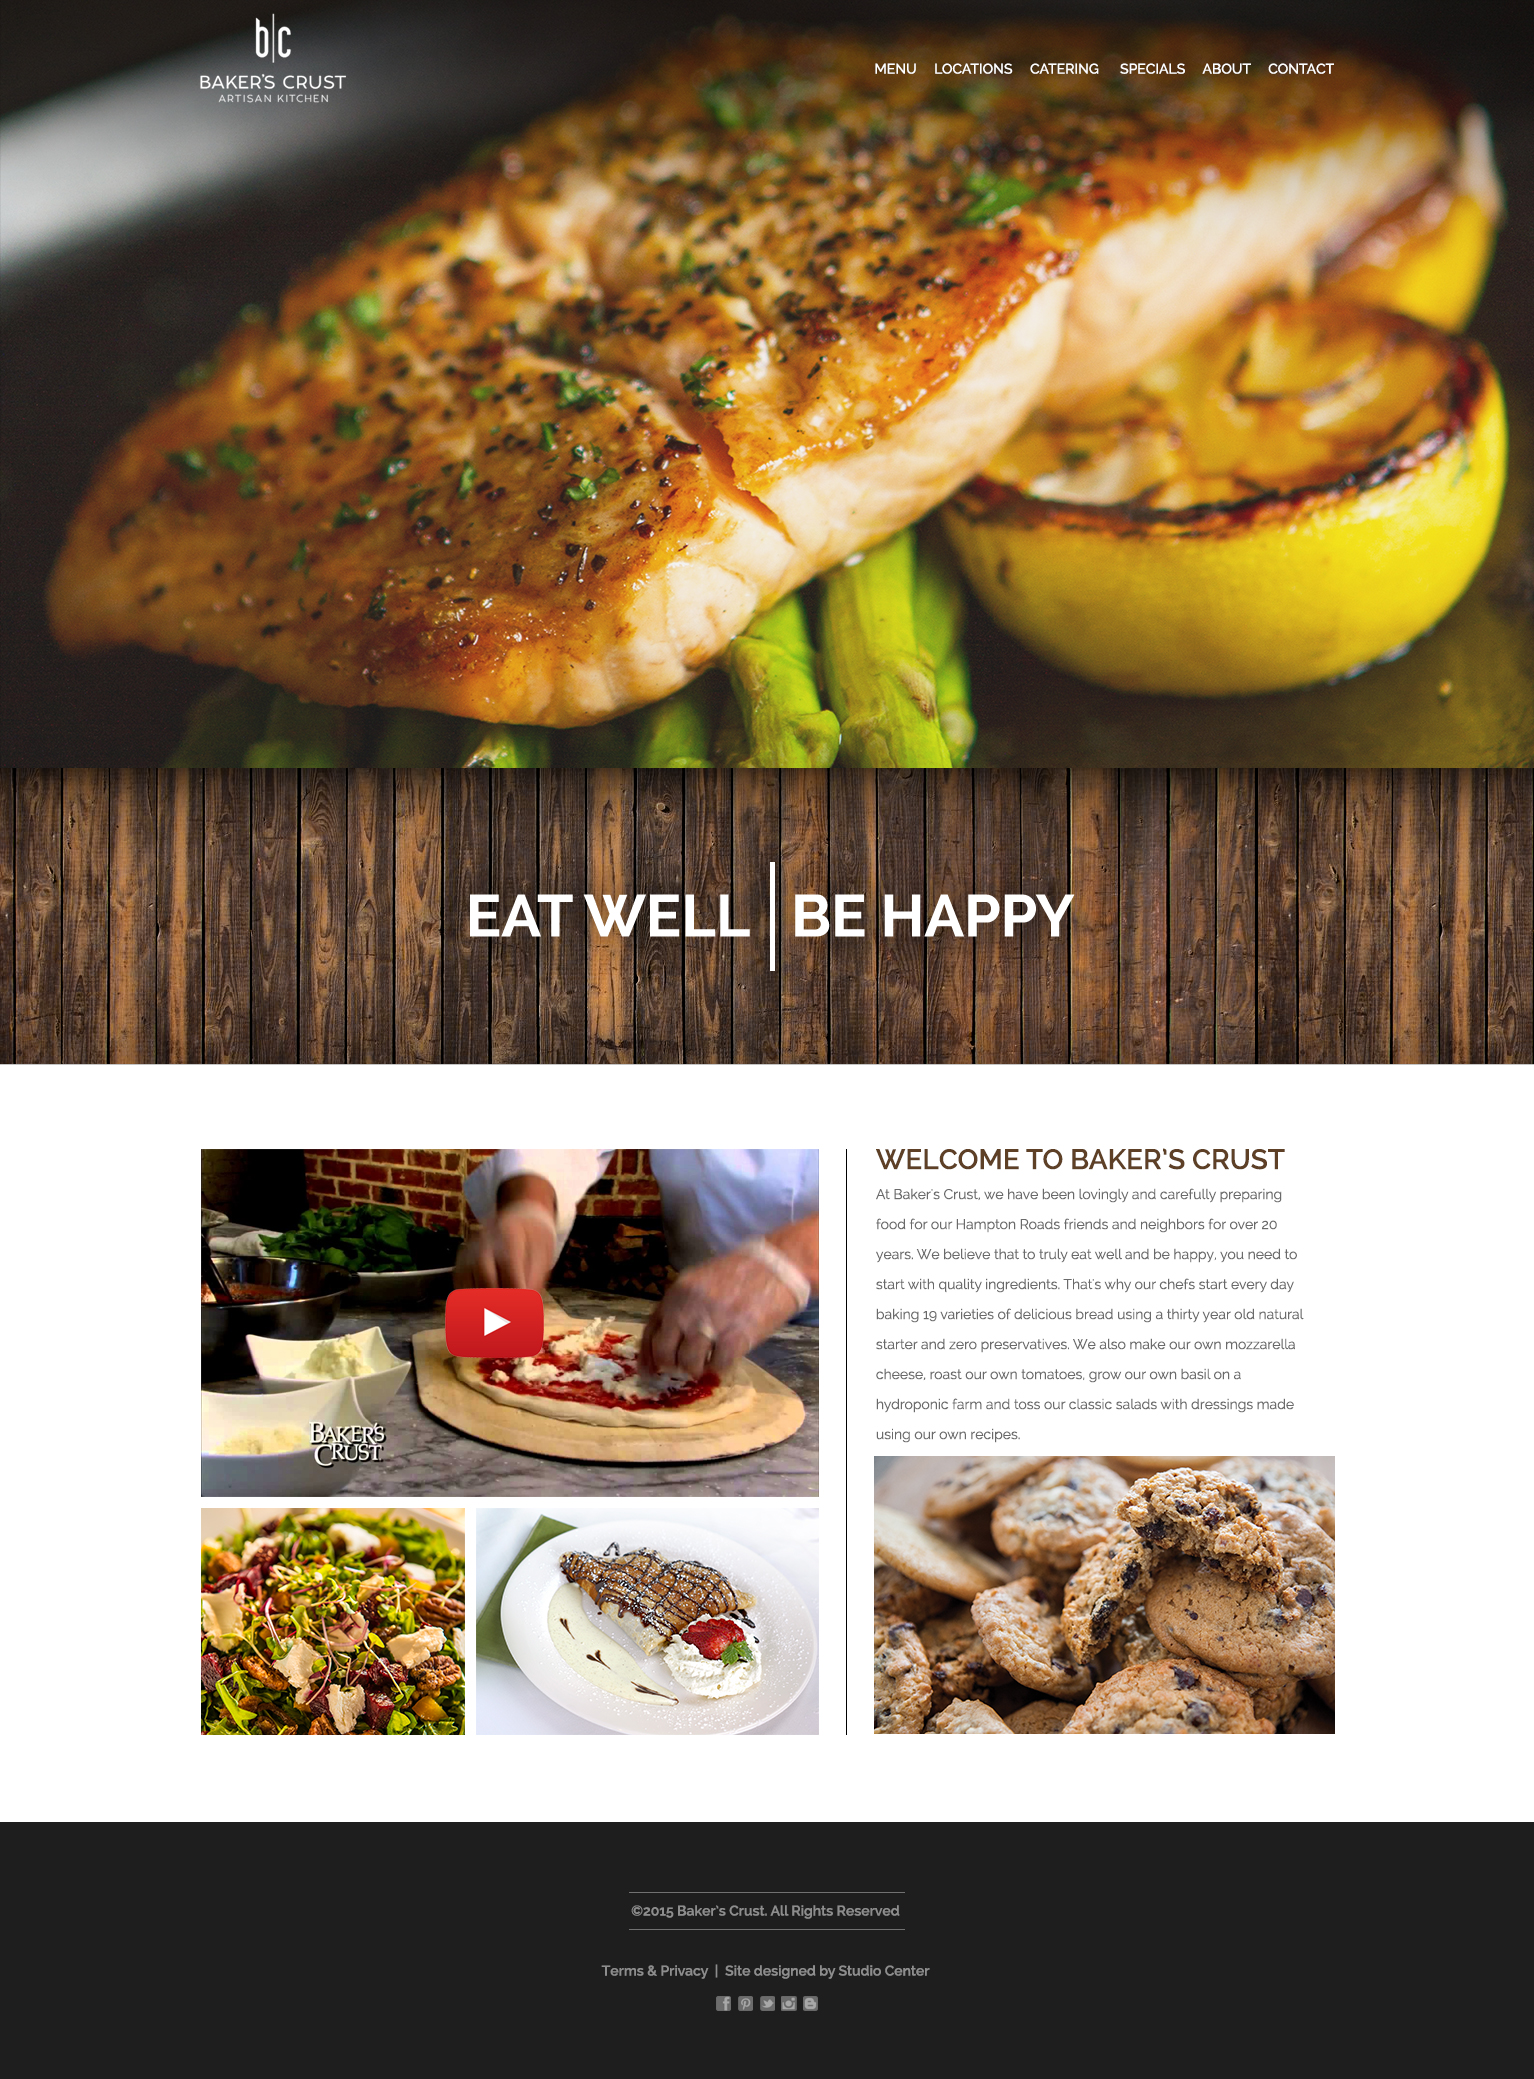 b|c
BAKER'S CRUST
ARTISAN KITCHEN
MENU LOCATIONS CATERING SPECIALS ABOUT CONTACT
EAT WELL | BE HAPPY
WELCOME TO BAKER'S CRUST
At Baker's Crust, we have been lovingly and carefully preparing
food for our Hampton Roads friends and neighbors for over 20
years. We believe that to truly eat well and be happy, you need to
start with quality ingredients. That's why our chefs start every day
baking 19 varieties of delicious bread using a thirty year old natural
starter and zero preservatives. We also make our own mozzarella
cheese, roast our own tomatoes, grow our own basil on a
hydroponic farm and toss our classic salads with dressings made
using our own recipes.
BAKER'S
CRUST
©2015 Baker's Crust. All Rights Reserved
Terms & Privacy | Site designed by Studio Center